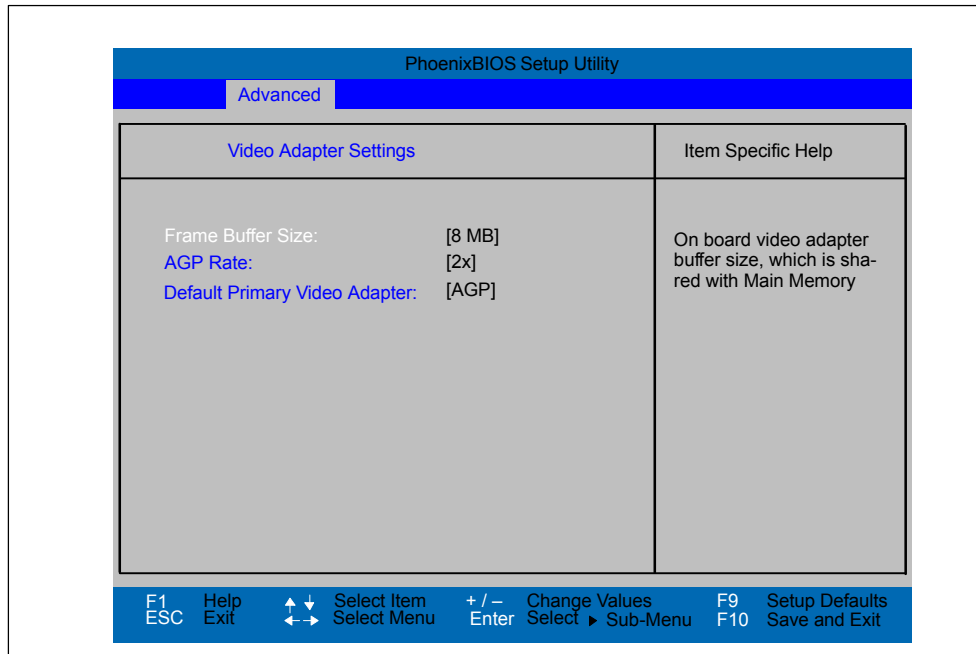 PhoenixBIOS Setup Utility
Advanced
Video Adapter Settings
Item Specific Help
Frame Buffer Size: [8 MB]
AGP Rate: [2x]
Default Primary Video Adapter: [AGP]
On board video adapter
buffer size, which is sha-
red with Main Memory
F1 Help Select Item + / – Change Values F9 Setup Defaults
ESC Exit Select Menu Enter Select Sub-Menu F10 Save and Exit